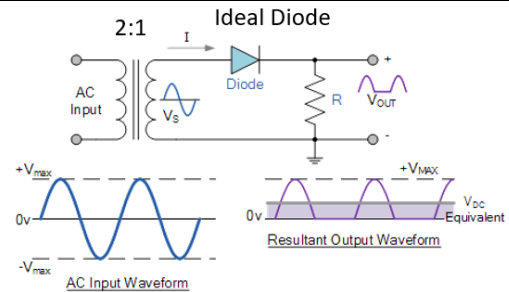 Ideal Diode
2:1
I
+
Diode
AC
Input
VS
R
VOUT
-
+Vmax
0v
-Vmax
AC Input Waveform
+VMAX
VDC
0v
Equivalent
Resultant Output Waveform